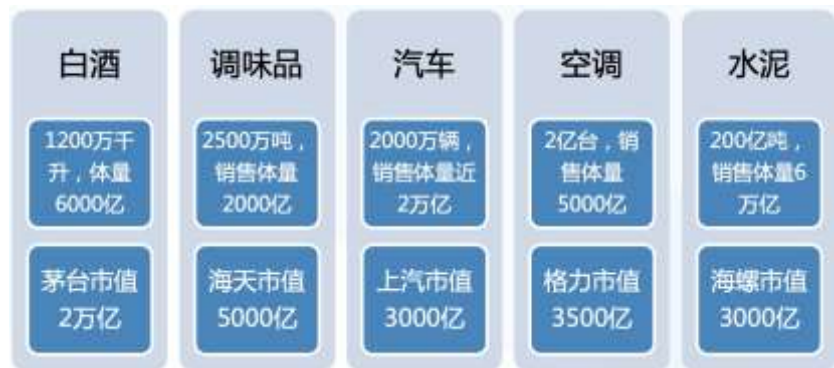 白酒
1200万千
升，体量
6000亿
茅台市值
2万亿
调味品
2500万吨，
销售体量
2000亿
海天市值
5000亿
汽车
2000万辆，
销售体量近
2万亿
上汽市值
3000亿
空调
2亿台，销
售体量
5000亿
格力市值
3500亿
水泥
200亿吨，
销售体量6
万亿
海螺市值
3000亿